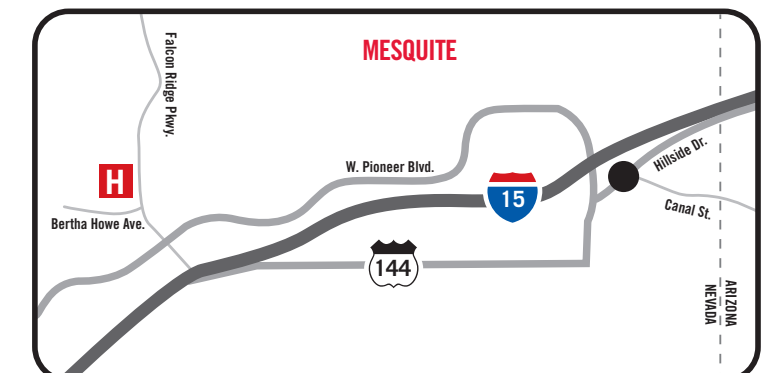 MESQUITE
Falcon Ridge Pkwy.
H
W. Pioneer Blvd.
Hillside Dr.
15
Canal St.
Bertha Howe Ave.
144
ARIZONA
NEVADA